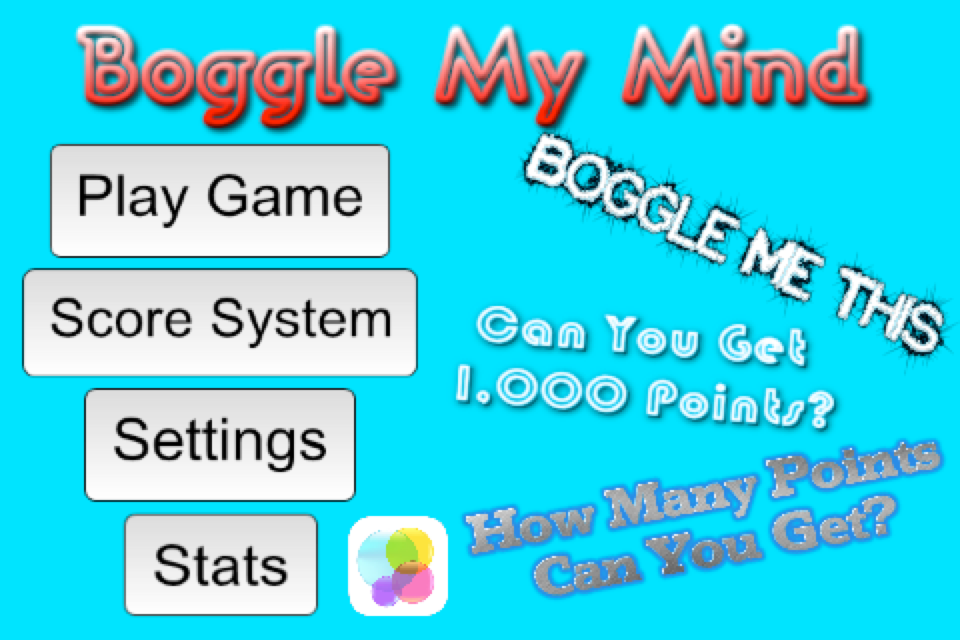 Boggle My Mind
Play Game
Score System
Settings
Stats
BOGGLE ME THIS
Can You Get
1.000 Points?
How Many Points
Can You Get?